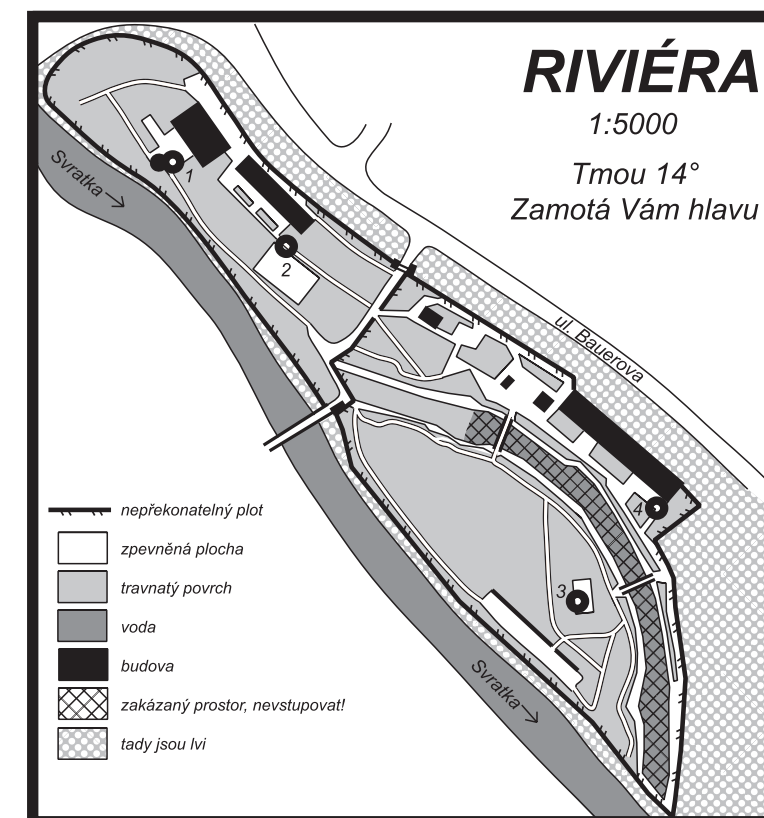 RIVIÉRA
1:5000
Tmou 14°
Zamotá Vám hlavu
Svratka →
1
2
ul. Bauerova
4
3
Svratka →
nepřekonatelný plot
zpevněná plocha
travnatý povrch
voda
budova
zakázaný prostor, nevstupovat!
tady jsou lvi